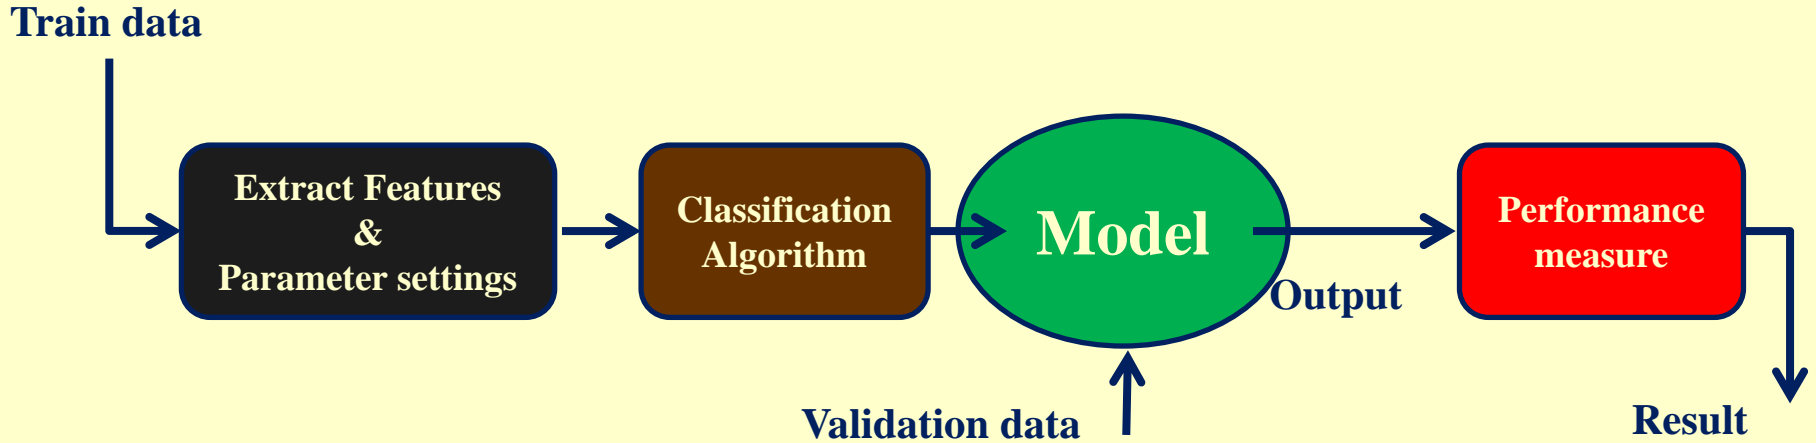 Train data
Extract Features
&
Parameter settings
Classification
Algorithm
Model
Output
Performance
measure
Validation data
Result